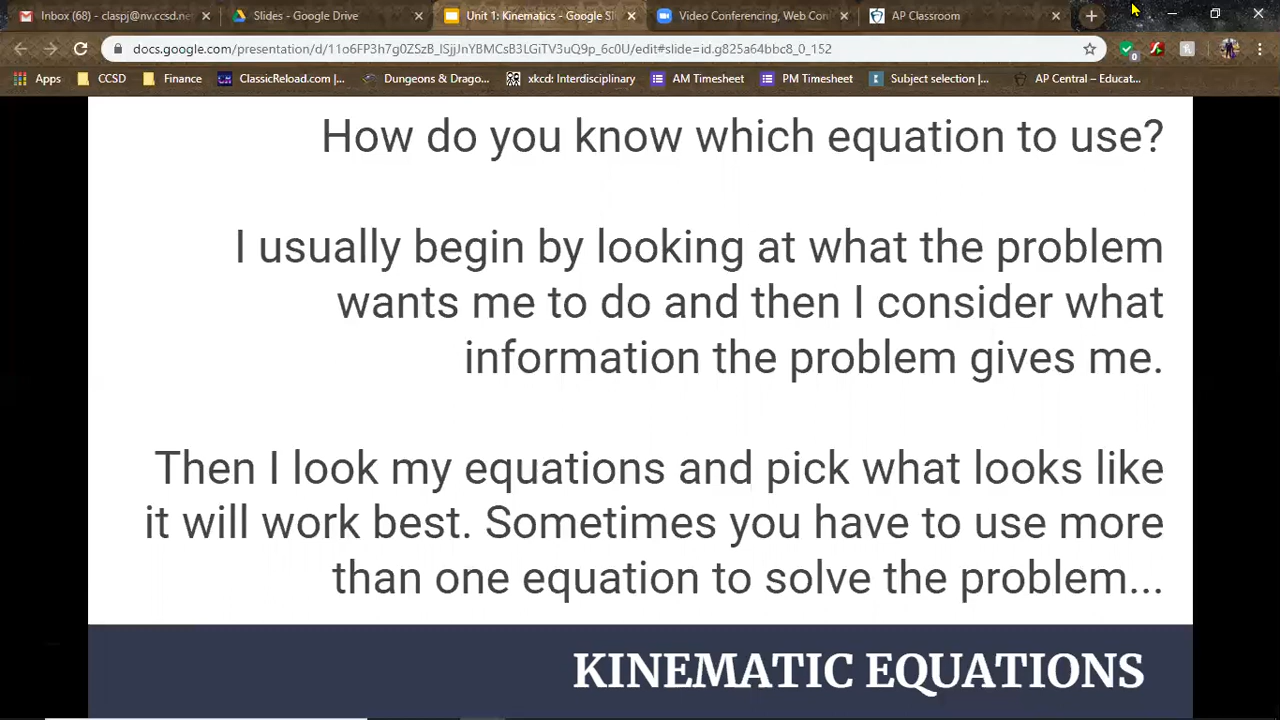 Inbox (68) - claspj@nv.ccsd.ne
Slides - Google Drive
Unit 1: Kinematics - Google Sl
Video Conferencing, Web Con
AP Classroom
docs.google.com/presentation/d/11o6FP3h7g0ZSzB_lSjjJnYBMCsB3LGiTV3uQ9p_6c0U/edit#slide=id.g825a64bbc8_0_152
Apps
CCSD
Finance
ClassicReload.com |...
Dungeons & Drago...
xkcd: Interdisciplinary
AM Timesheet
PM Timesheet
Subject selection |...
AP Central – Educat...
How do you know which equation to use?
I usually begin by looking at what the problem
wants me to do and then I consider what
information the problem gives me.
Then I look my equations and pick what looks like
it will work best. Sometimes you have to use more
than one equation to solve the problem...
KINEMATIC EQUATIONS